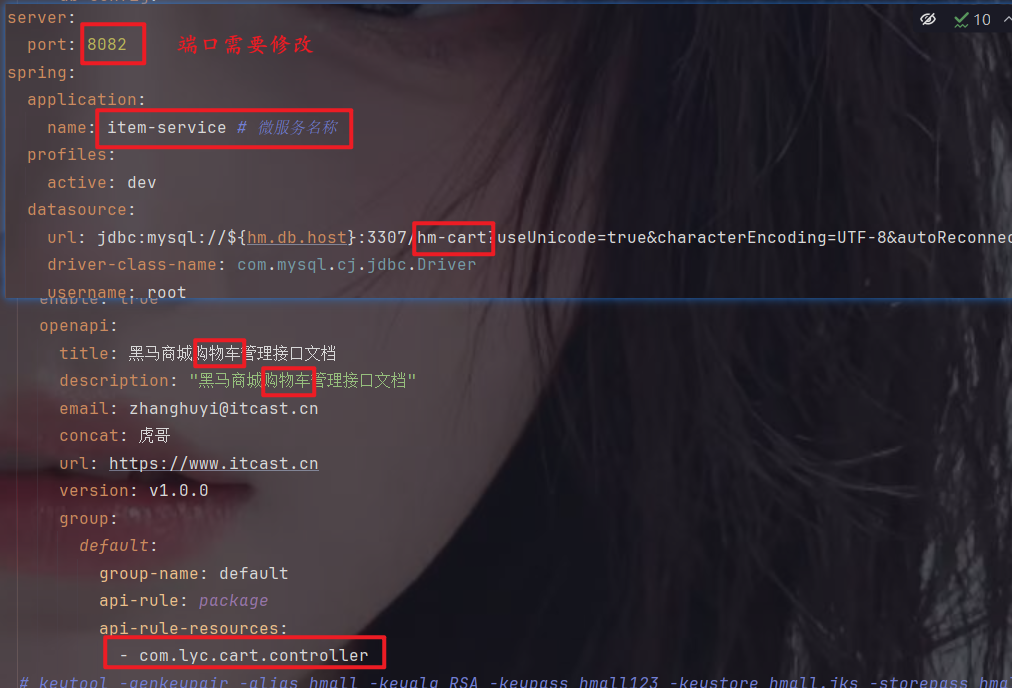 server:
port: 8082 端口需要修改
10
spring:
application:
name: item-service # 微服务名称
profiles:
active: dev
datasource:
url: jdbc:mysql://${hm.db.host}:3307/hm-cart?useUnicode=true&characterEncoding=UTF-8&autoReconnec
driver-class-name: com.mysql.cj.jdbc.Driver
username: root
enable: true
openapi:
title: 黑马商城购物车管理接口文档
description: "黑马商城购物车管理接口文档"
email: zhanghuyi@itcast.cn
concat: 虎哥
url: https://www.itcast.cn
version: v1.0.0
group:
default:
group-name: default
api-rule: package
api-rule-resources:
- com.lyc.cart.controller
# keytool -genkeypair -alias hmall -keyalg RSA -keypass hmall123 -keystore hmall.jks -storepass hmal